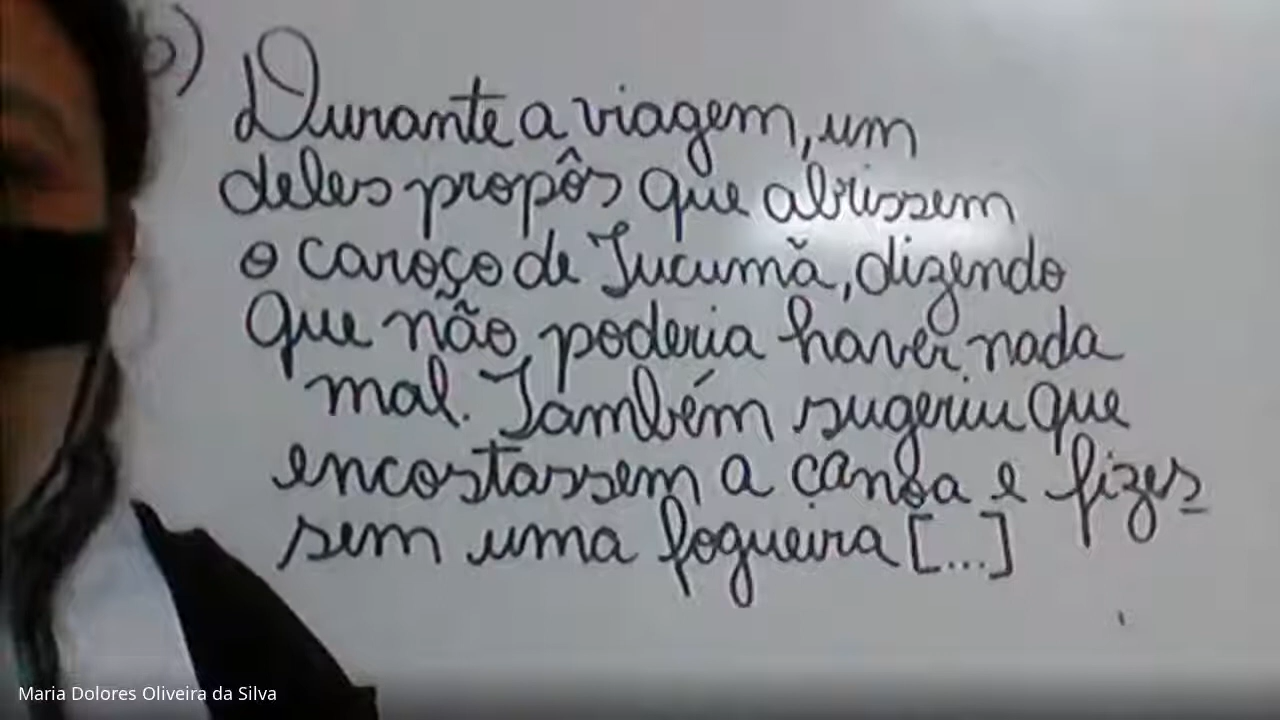 b)
Durante a viagem, um
deles propôs que abrissem
o caroço de Tucumã, dizendo
que não poderia haver nada
mal. Também sugeriu que
encostassem a canoa e fizes
sem uma fogueira [...]
Maria Dolores Oliveira da Silva